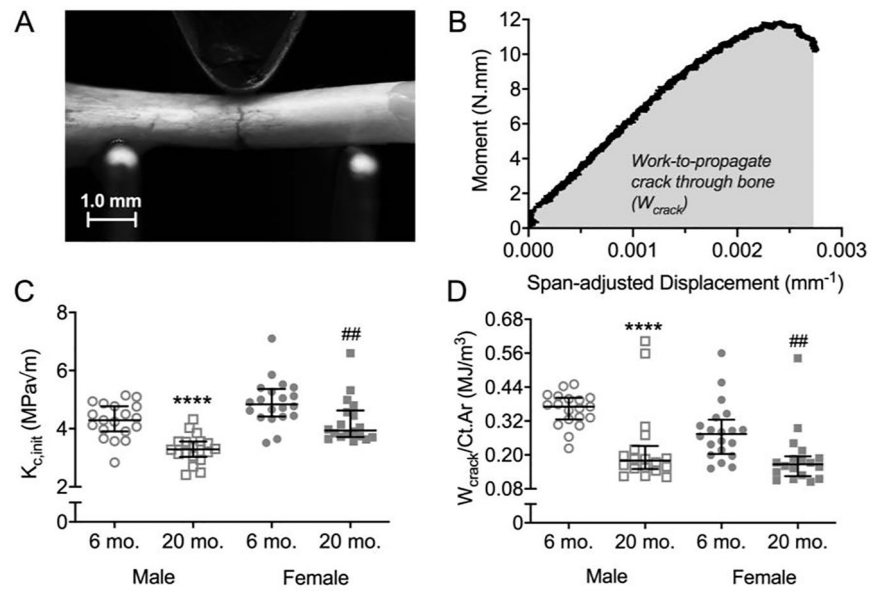 A
1.0 mm
B
Moment (N.mm)
12
10
8
6
4
2
0
0.000
0.001
0.002
0.003
Work-to-propagate
crack through bone
(Wcrack)
Span-adjusted Displacement (mm-1)
C
Kc,init (MPa√m)
8
6
4
2
0
****
##
6 mo.
20 mo.
6 mo.
20 mo.
Male
Female
D
Wcrack/Ct.Ar (MJ/m3)
0.68
0.56
0.44
0.32
0.20
0.08
0
****
##
6 mo.
20 mo.
6 mo.
20 mo.
Male
Female